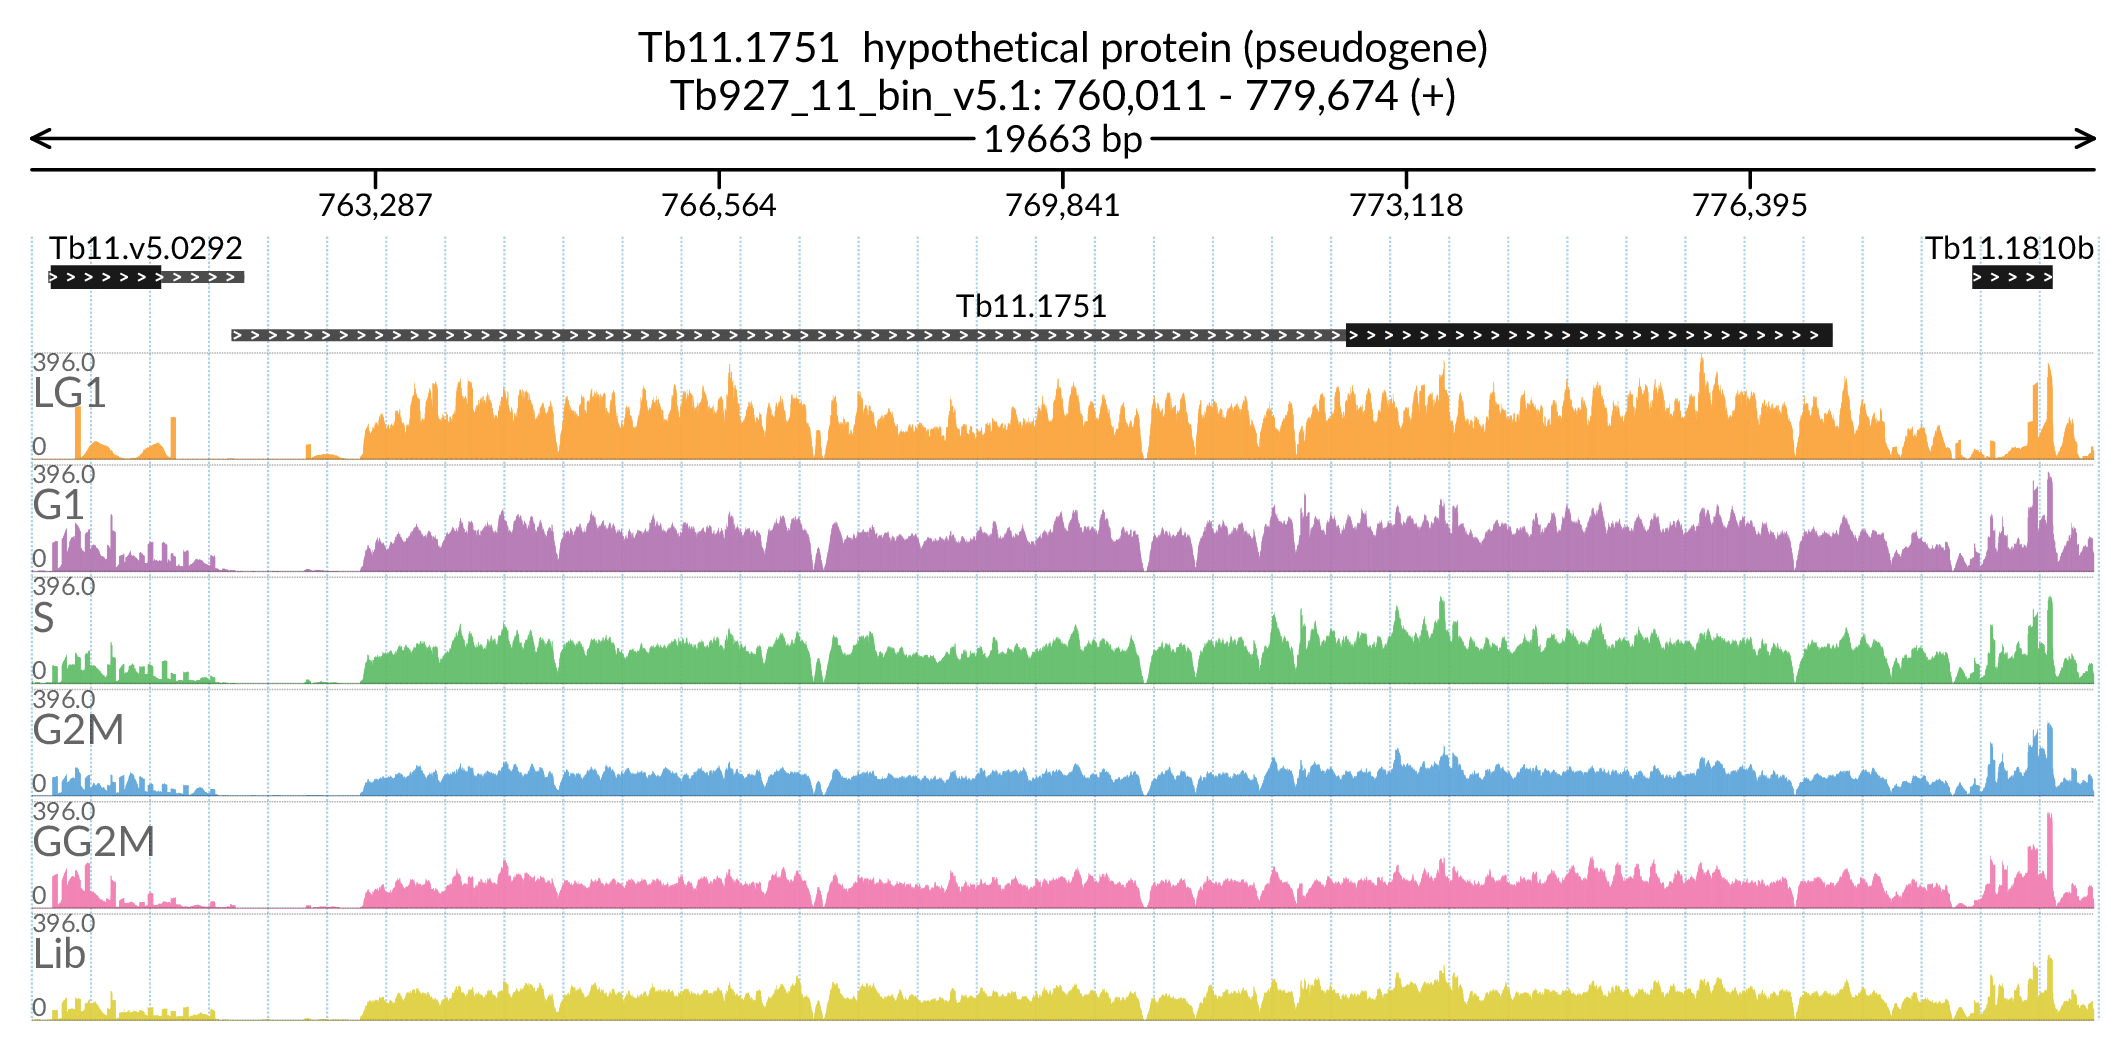 Tb11.1751 hypothetical protein (pseudogene)
Tb927_11_bin_v5.1: 760,011 - 779,674 (+)
19663 bp
763,287 766,564 769,841 773,118 776,395
Tb11.v5.0292 Tb11.1810b
Tb11.1751
396.0
LG1
0
396.0
G1
0
396.0
S
0
396.0
G2M
0
396.0
GG2M
0
396.0
Lib
0